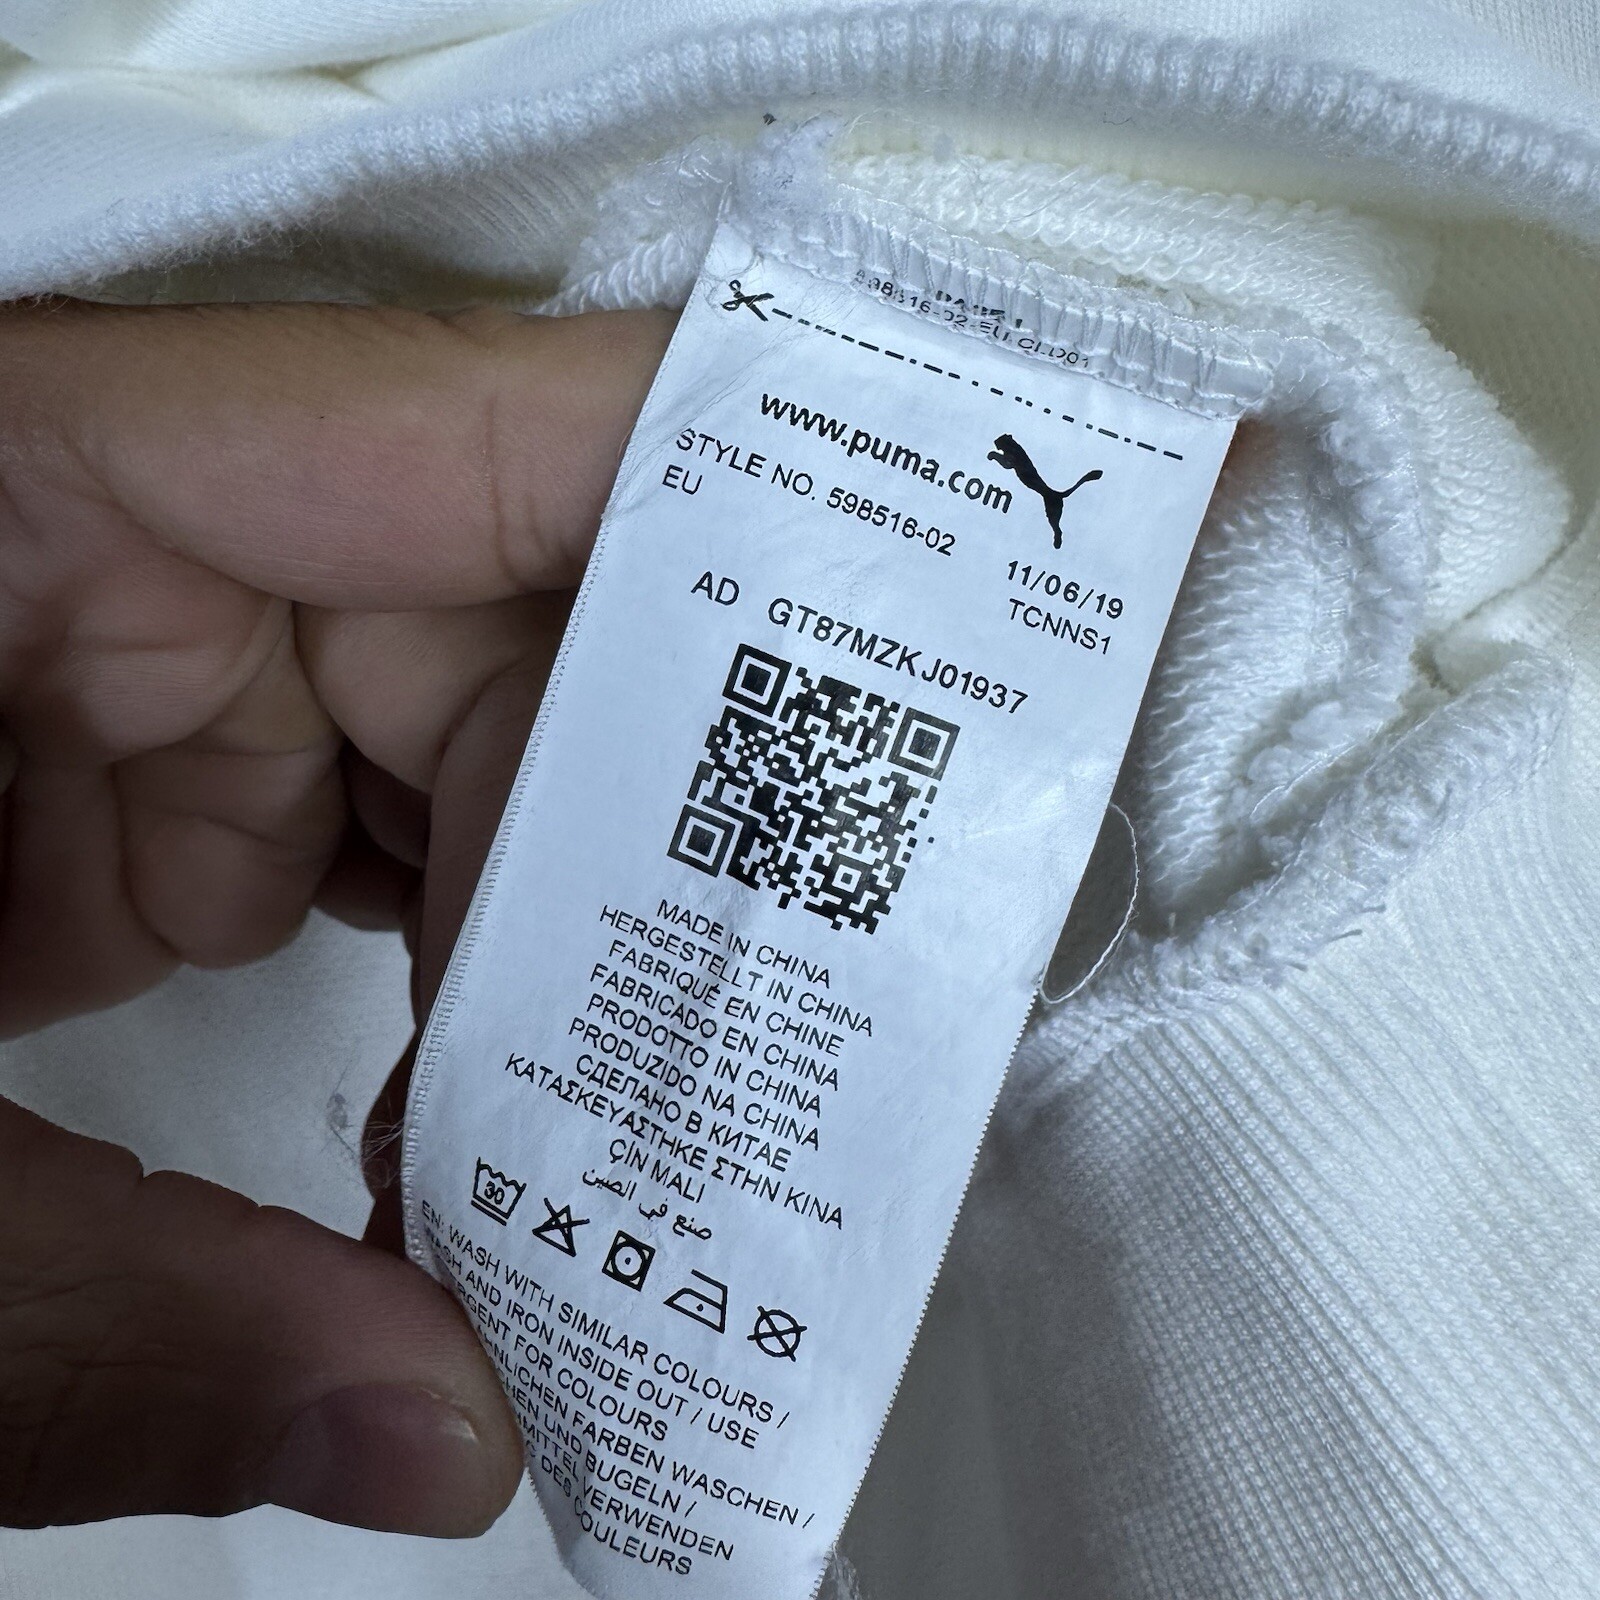 598516-02-EU CLD01
www.puma.com
STYLE NO. 598516-02
EU
11/06/19
TCNNS1
AD GT87MZKJ01937
MADE IN CHINA
HERGESTELLT IN CHINA
FABRIQUÉ EN CHINE
FABRICADO EN CHINA
PRODOTTO IN CHINA
PRODUZIDO NA CHINA
СДЕЛАНО В КИТАЕ
ΚΑΤΑΣΚΕΥΑΣΤΗΚΕ ΣΤΗΝ ΚΙΝΑ
ÇİN MALI
صنع في الصين
30
EN: WASH WITH SIMILAR COLOURS /
AND IRON INSIDE OUT / USE
FOR COLOURS
FARBEN WASCHEN /
UND BUGELN /
VERWENDEN
DES COULEURS